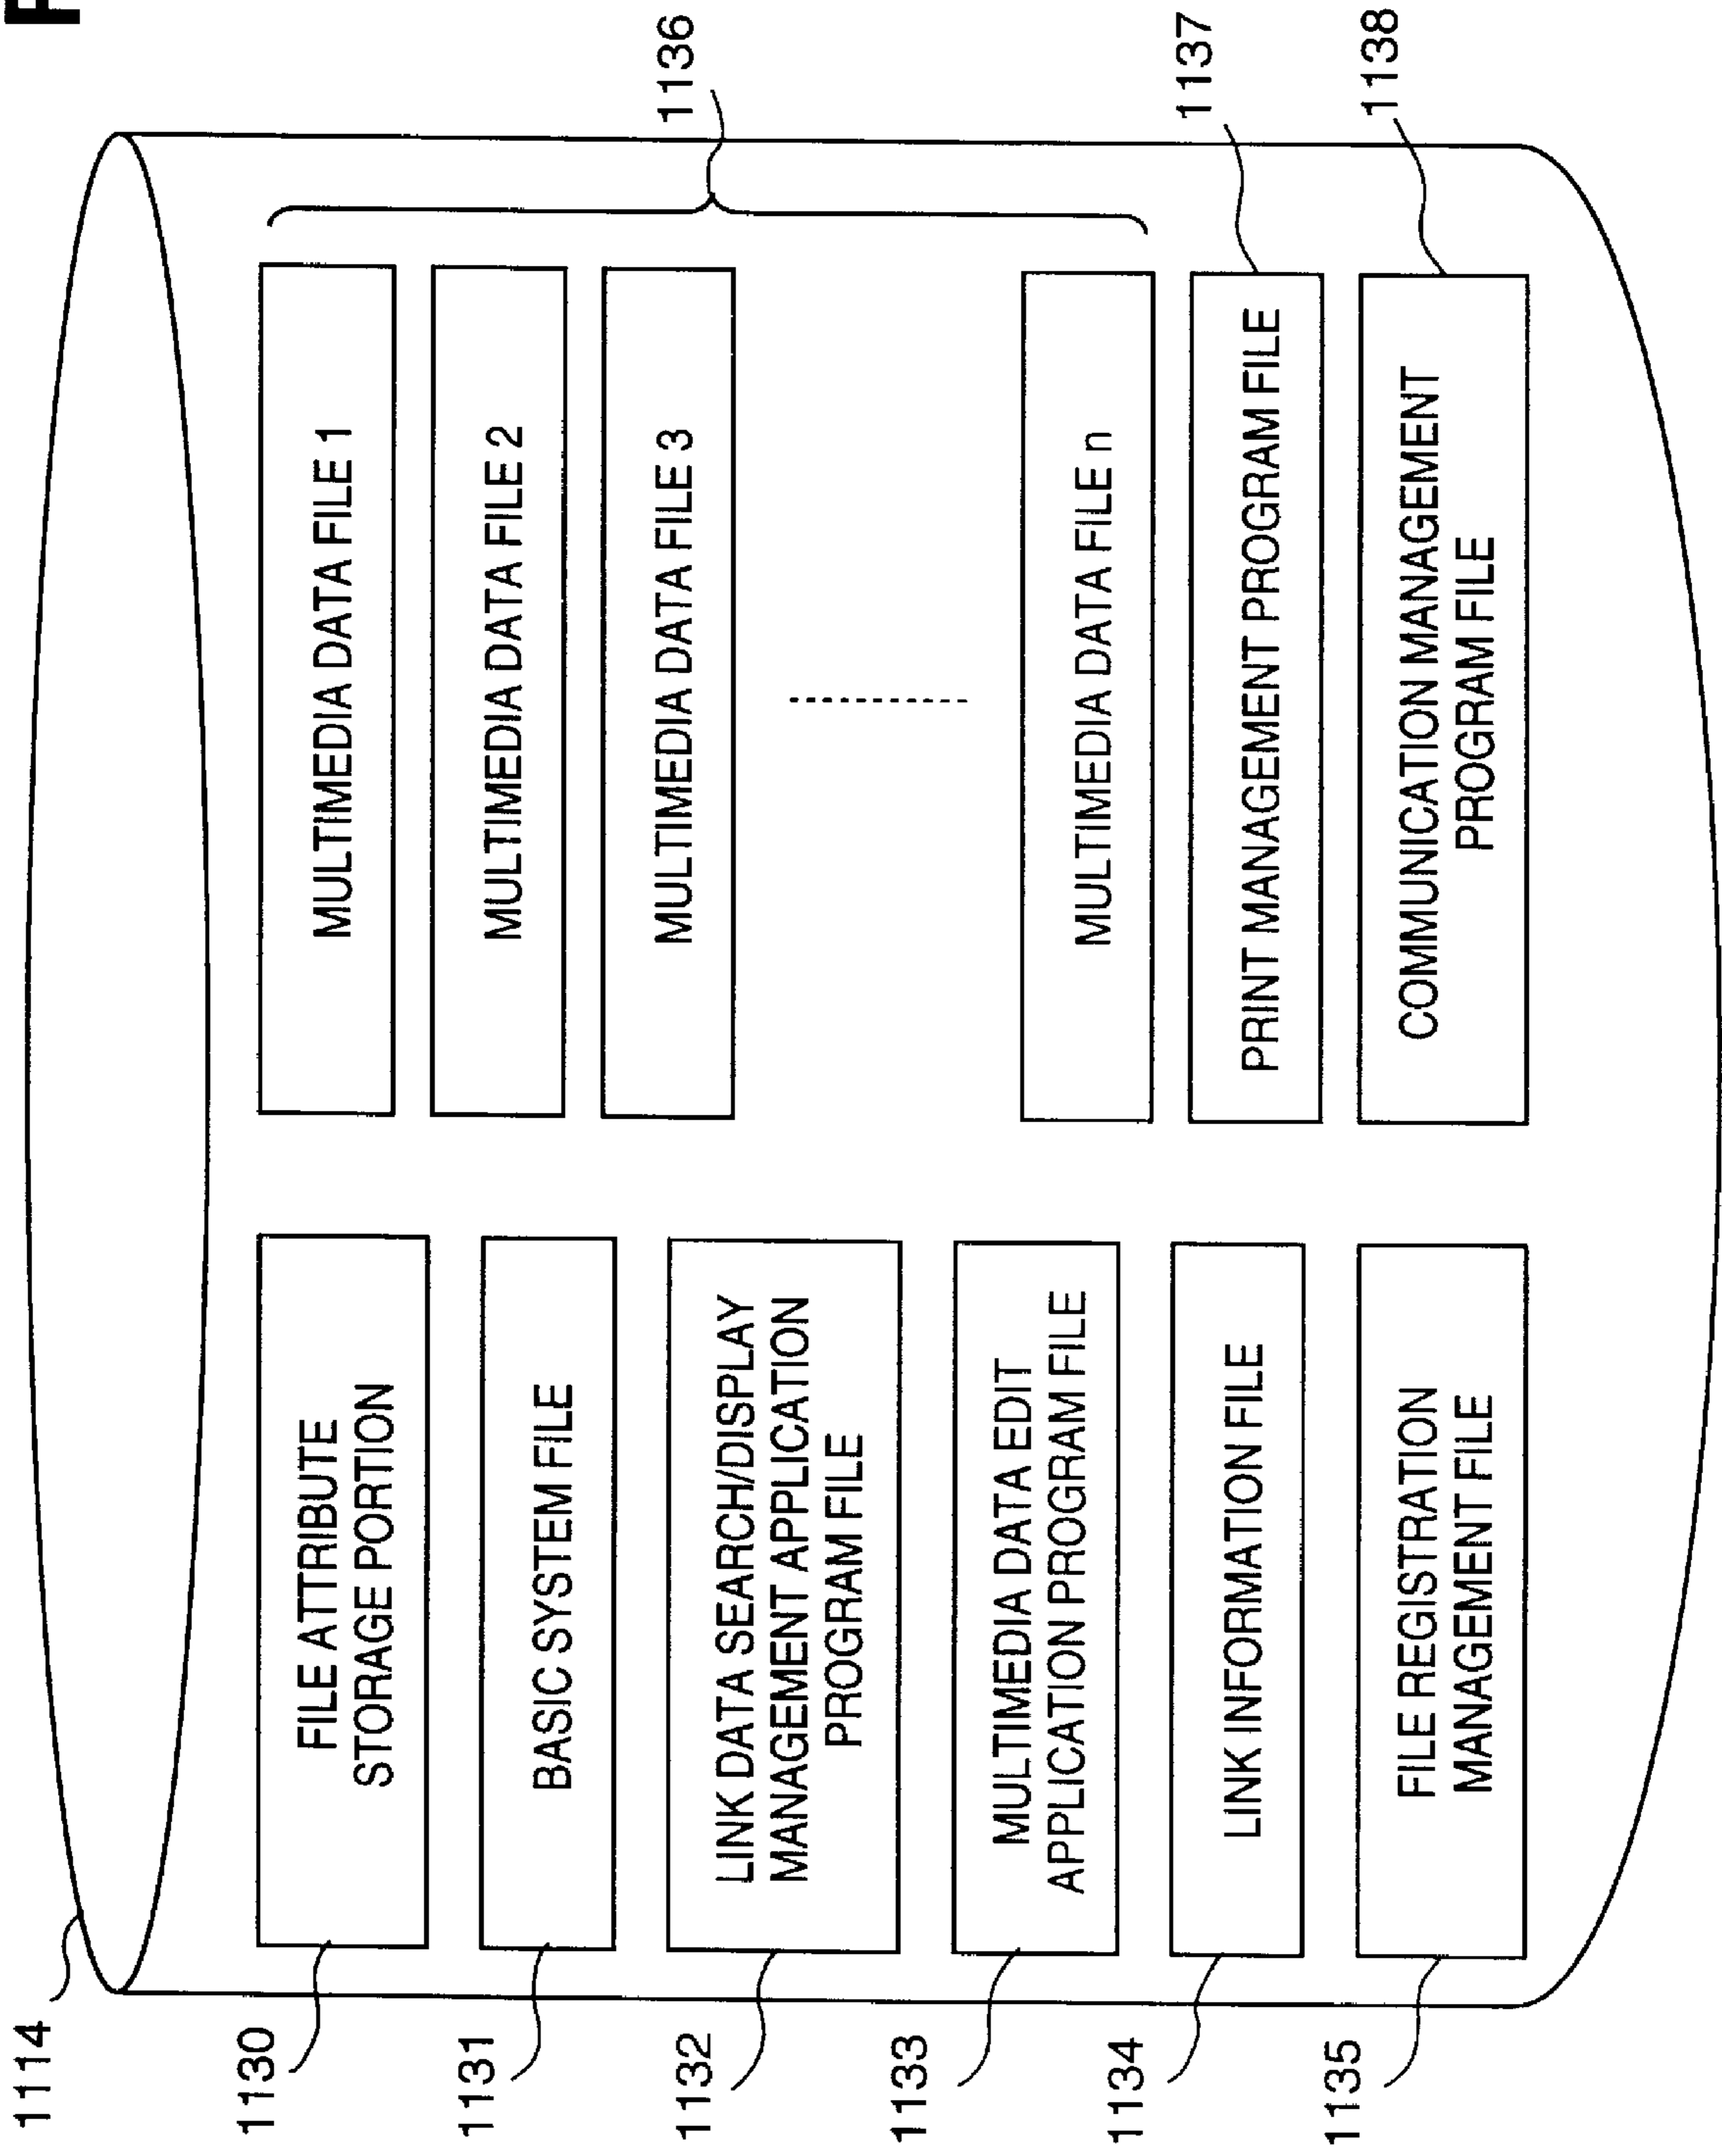 F
1114
1130
FILE ATTRIBUTE
STORAGE PORTION
1131
BASIC SYSTEM FILE
1132
LINK DATA SEARCH/DISPLAY
MANAGEMENT APPLICATION
PROGRAM FILE
1133
MULTIMEDIA DATA EDIT
APPLICATION PROGRAM FILE
1134
LINK INFORMATION FILE
1135
FILE REGISTRATION
MANAGEMENT FILE
MULTIMEDIA DATA FILE 1
MULTIMEDIA DATA FILE 2
MULTIMEDIA DATA FILE 3
MULTIMEDIA DATA FILE n
1136
PRINT MANAGEMENT PROGRAM FILE
1137
COMMUNICATION MANAGEMENT
PROGRAM FILE
1138